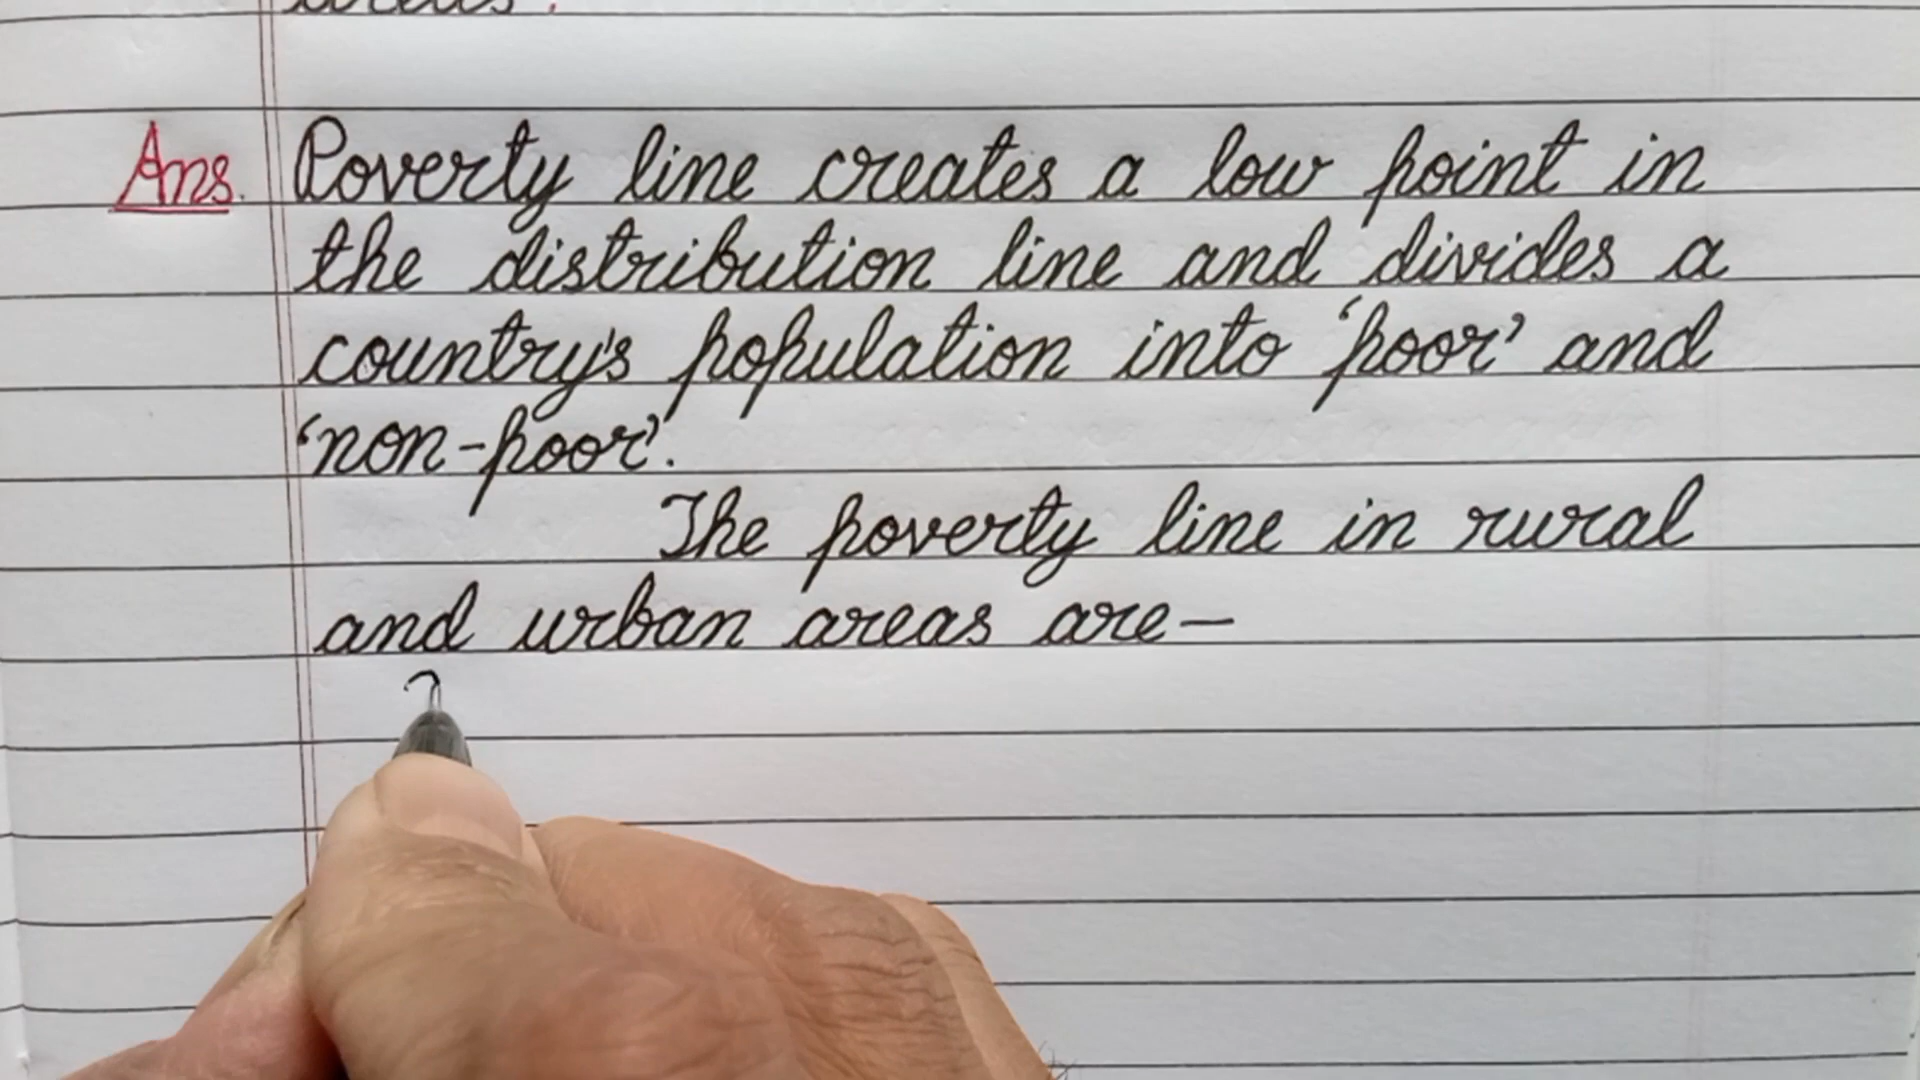 areas.
Ans. Poverty line creates a low point in
the distribution line and divides a
country's population into 'poor' and
'non-poor'.
The poverty line in rural
and urban areas are—